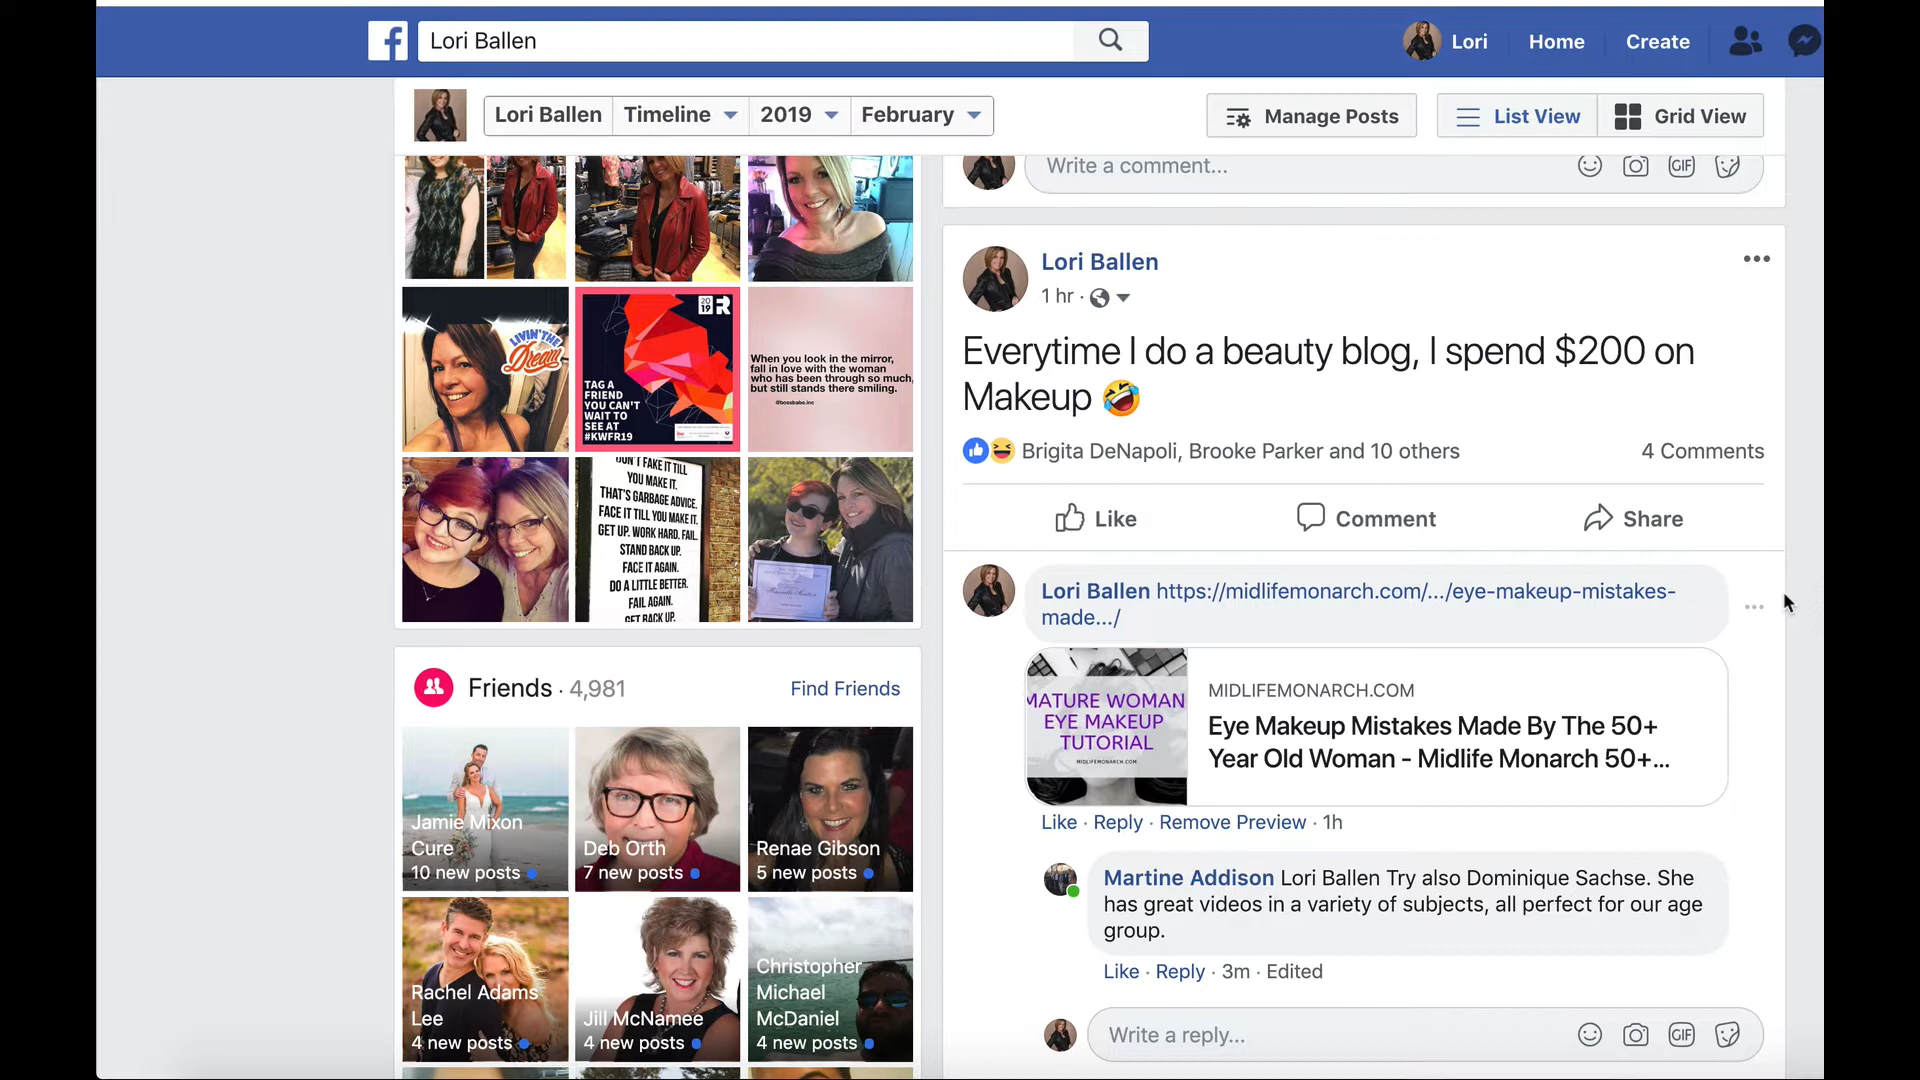 Lori Ballen
Lori
Home
Create
Lori Ballen
Timeline
2019
February
Manage Posts
List View
Grid View
Write a comment...
GIF
LIVIN'THE
Dream
20
19
TAG A
FRIEND
YOU CAN'T
WAIT TO
SEE AT
#KWFR19
When you look in the mirror,
fall in love with the woman
who has been through so much,
but still stands there smiling.
@bossbabe.inc
DON'T FAKE IT TILL
YOU MAKE IT.
THAT'S GARBAGE ADVICE.
FACE IT TILL YOU MAKE IT.
GET UP. WORK HARD. FAIL.
STAND BACK UP.
FACE IT AGAIN.
DO A LITTLE BETTER.
FAIL AGAIN.
GET BACK UP.
Friends · 4,981
Find Friends
Jamie Mixon
Cure
10 new posts
Deb Orth
7 new posts
Renae Gibson
5 new posts
Rachel Adams
Lee
4 new posts
Jill McNamee
4 new posts
Christopher
Michael
McDaniel
4 new posts
Lori Ballen
1 hr ·
Everytime I do a beauty blog, I spend $200 on
Makeup 🤣
Brigita DeNapoli, Brooke Parker and 10 others
4 Comments
Like
Comment
Share
Lori Ballen https://midlifemonarch.com/.../eye-makeup-mistakes-
made.../
MATURE WOMAN
EYE MAKEUP
TUTORIAL
MIDLIFEMONARCH.COM
MIDLIFEMONARCH.COM
Eye Makeup Mistakes Made By The 50+
Year Old Woman - Midlife Monarch 50+...
Like · Reply · Remove Preview · 1h
Martine Addison Lori Ballen Try also Dominique Sachse. She
has great videos in a variety of subjects, all perfect for our age
group.
Like · Reply · 3m · Edited
Write a reply...
GIF